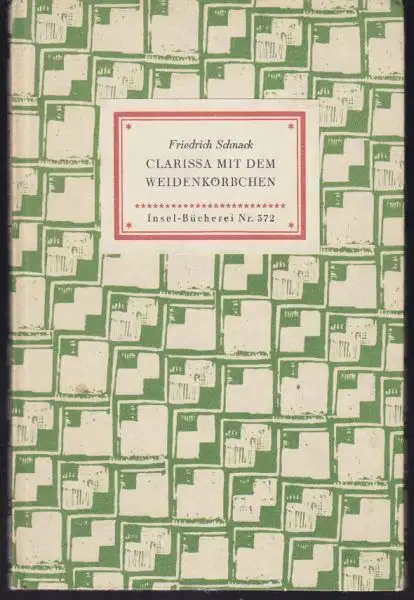 Friedrich Schnack
CLARISSA MIT DEM
WEIDENKÖRBCHEN
*************************
Insel-Bücherei Nr. 372